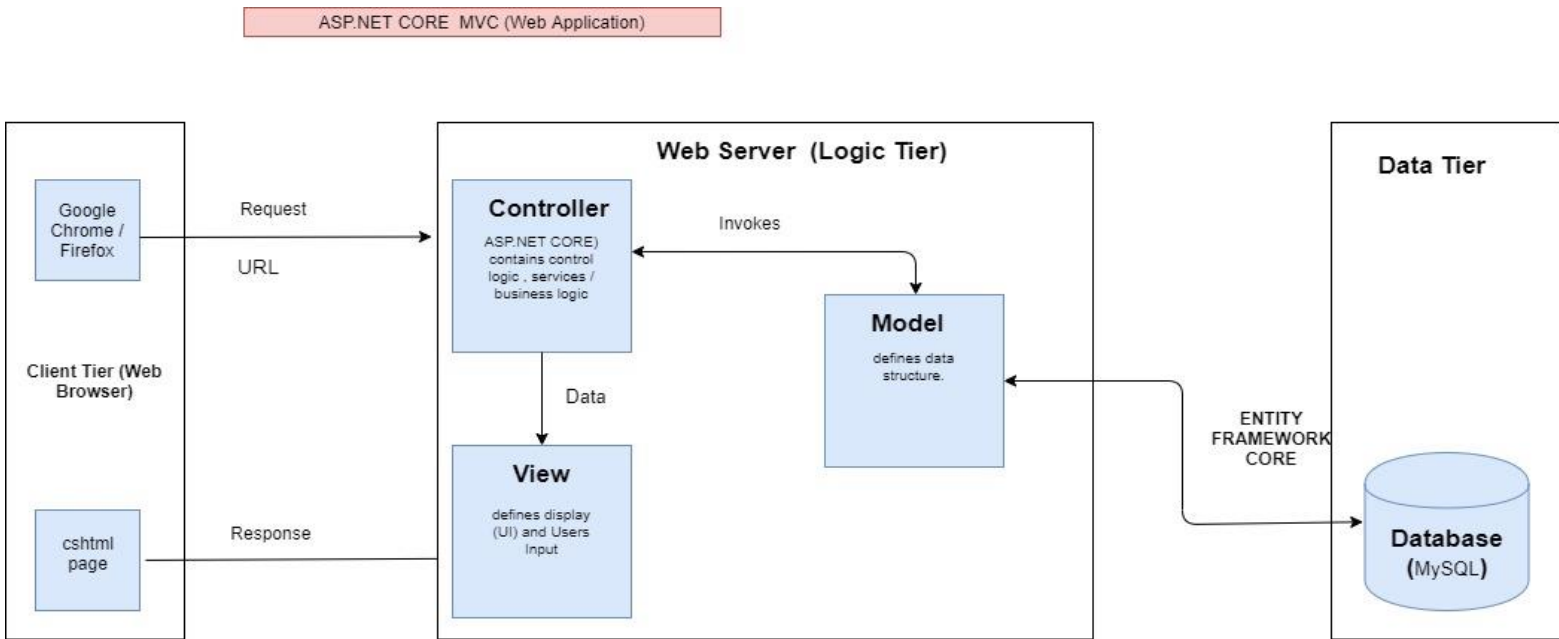 ASP.NET CORE MVC (Web Application)
Web Server (Logic Tier)
Data Tier
Google
Chrome /
Firefox
Request
URL
Controller
ASP.NET CORE)
contains control
logic , services /
business logic
Invokes
Model
defines data
structure.
Client Tier (Web
Browser)
Data
ENTITY
FRAMEWORK
CORE
View
defines display
(UI) and Users
Input
cshtml
page
Response
Database
(MySQL)